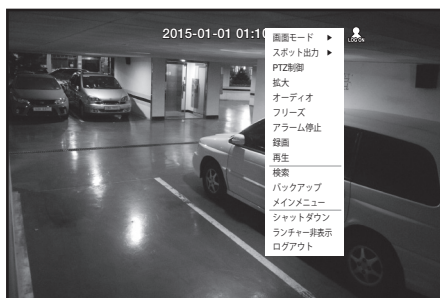 2015-01-01 01:10
LOG ON
画面モード ▶
スポット出力 ▶
PTZ制御
拡大
オーディオ
フリーズ
アラーム停止
録画
再生
検索
バックアップ
メインメニュー
シャットダウン
ランチャー非表示
ログアウト